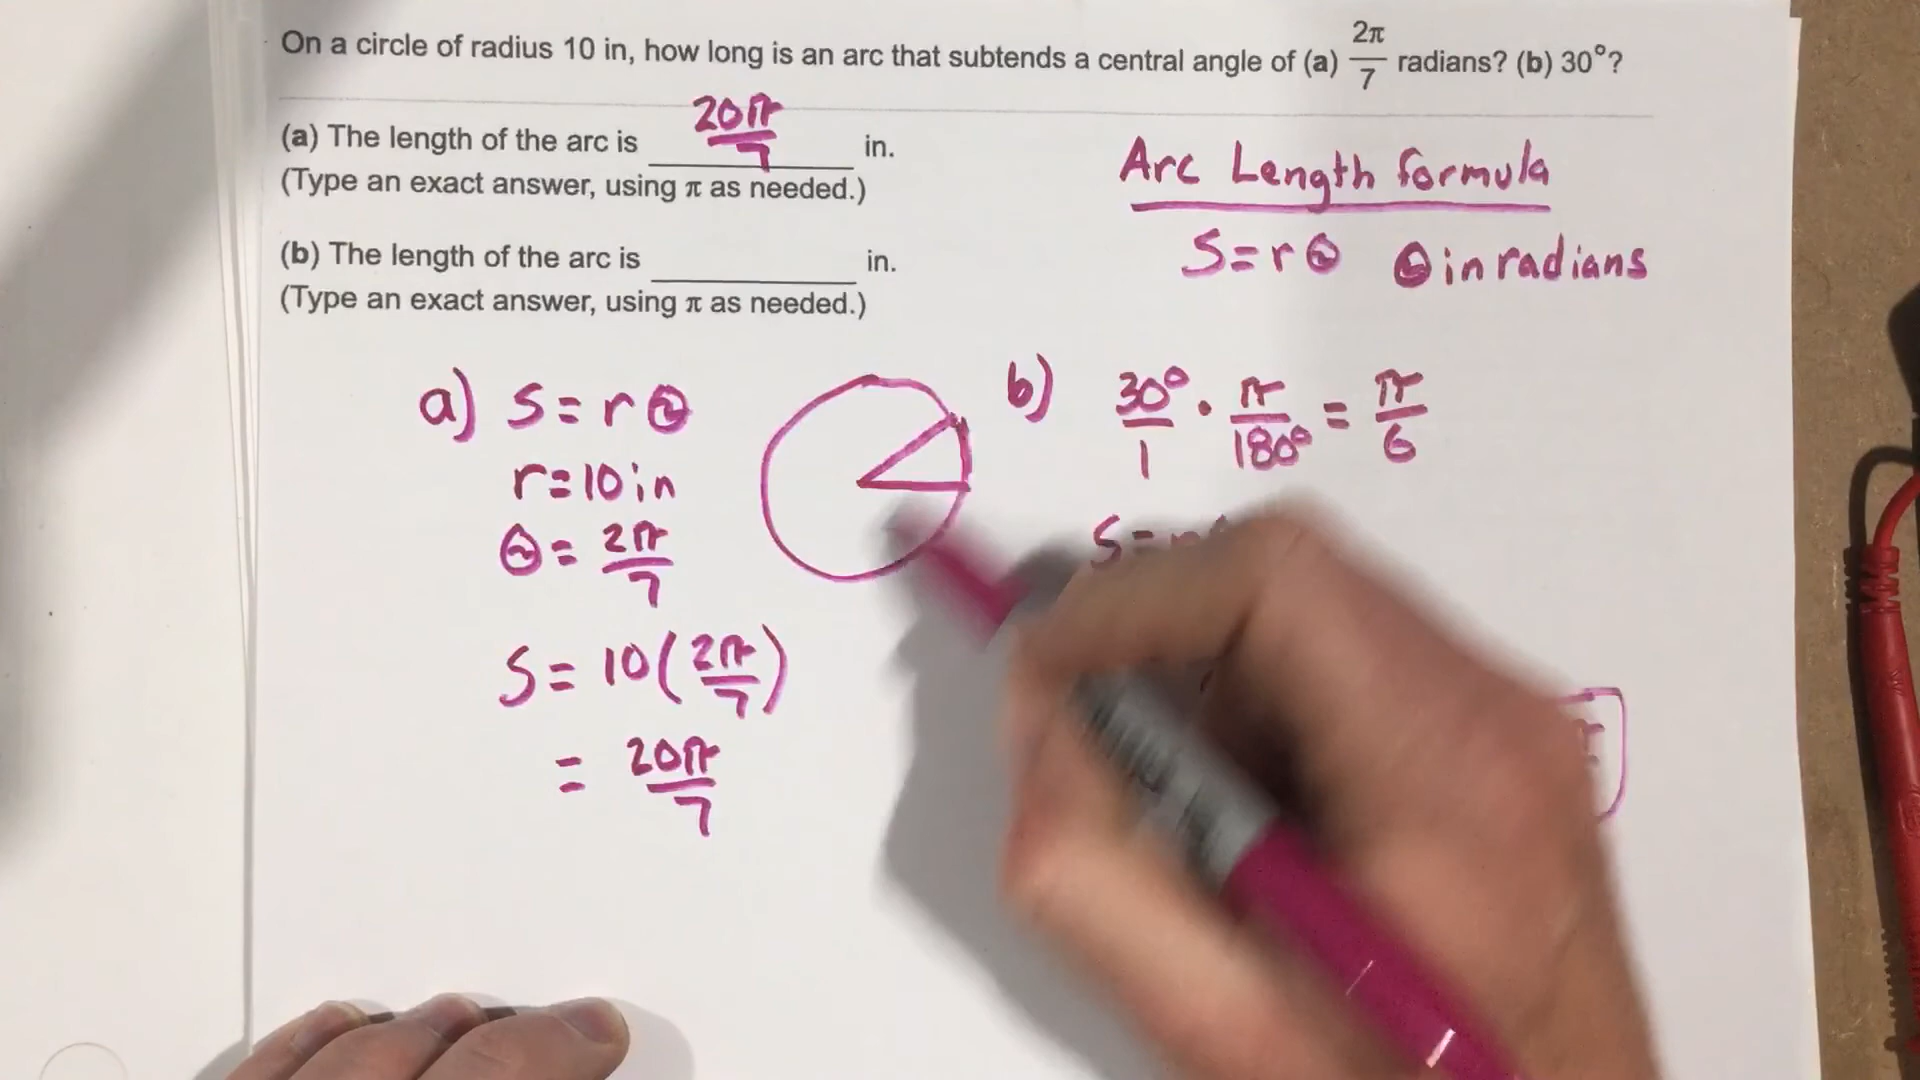 On a circle of radius 10 in, how long is an arc that subtends a central angle of (a) 2π/7 radians? (b) 30°?
(a) The length of the arc is 20π/7 in.
(Type an exact answer, using π as needed.)
(b) The length of the arc is ____________ in.
(Type an exact answer, using π as needed.)
Arc Length formula
S=rθ θ in radians
a) S=rθ
r=10in
θ= 2π/7
S= 10(2π/7)
= 20π/7
b) 30°/1 · π/180° = π/6
S=